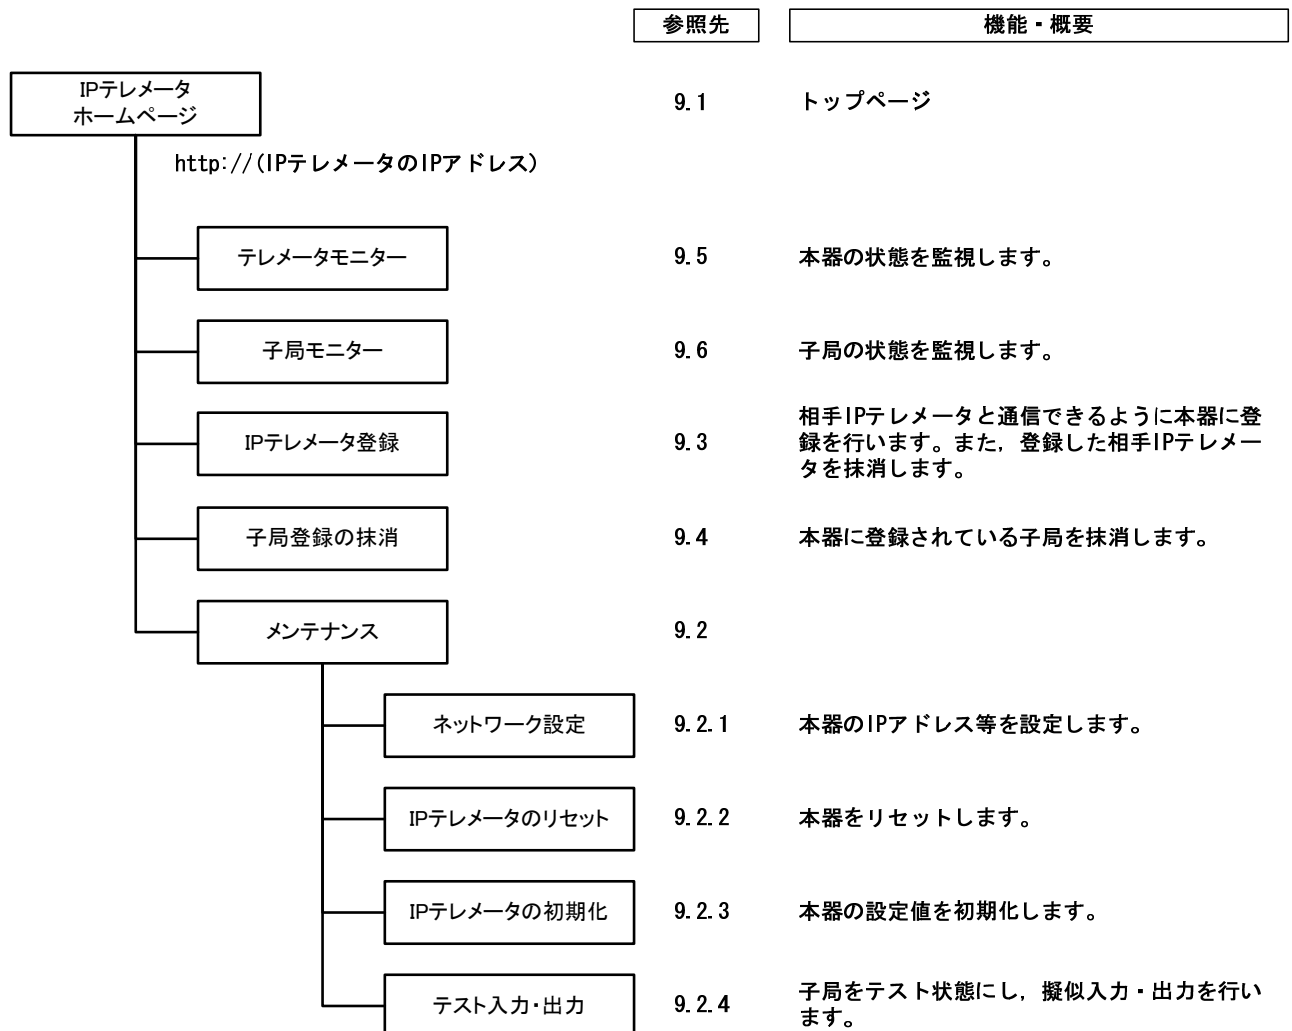 参照先 機能・概要
IPテレメータ
ホームページ
9.1 トップページ
http://(IPテレメータのIPアドレス)
テレメータモニター 9.5 本器の状態を監視します。
子局モニター 9.6 子局の状態を監視します。
IPテレメータ登録 9.3 相手IPテレメータと通信できるように本器に登
録を行います。また,登録した相手IPテレメー
タを抹消します。
子局登録の抹消 9.4 本器に登録されている子局を抹消します。
メンテナンス 9.2
ネットワーク設定 9.2.1 本器のIPアドレス等を設定します。
IPテレメータのリセット 9.2.2 本器をリセットします。
IPテレメータの初期化 9.2.3 本器の設定値を初期化します。
テスト入力・出力 9.2.4 子局をテスト状態にし,擬似入力・出力を行い
ます。